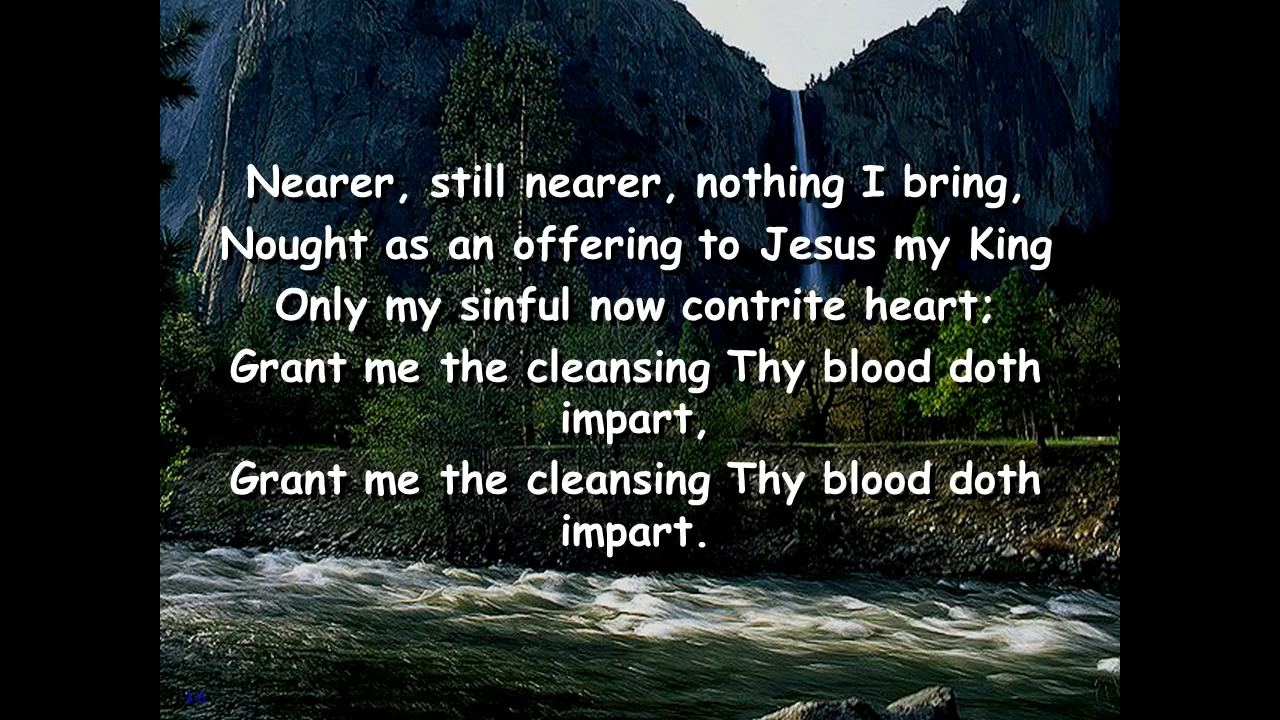 Nearer, still nearer, nothing I bring,
Nought as an offering to Jesus my King
Only my sinful now contrite heart;
Grant me the cleansing Thy blood doth
impart,
Grant me the cleansing Thy blood doth
impart.